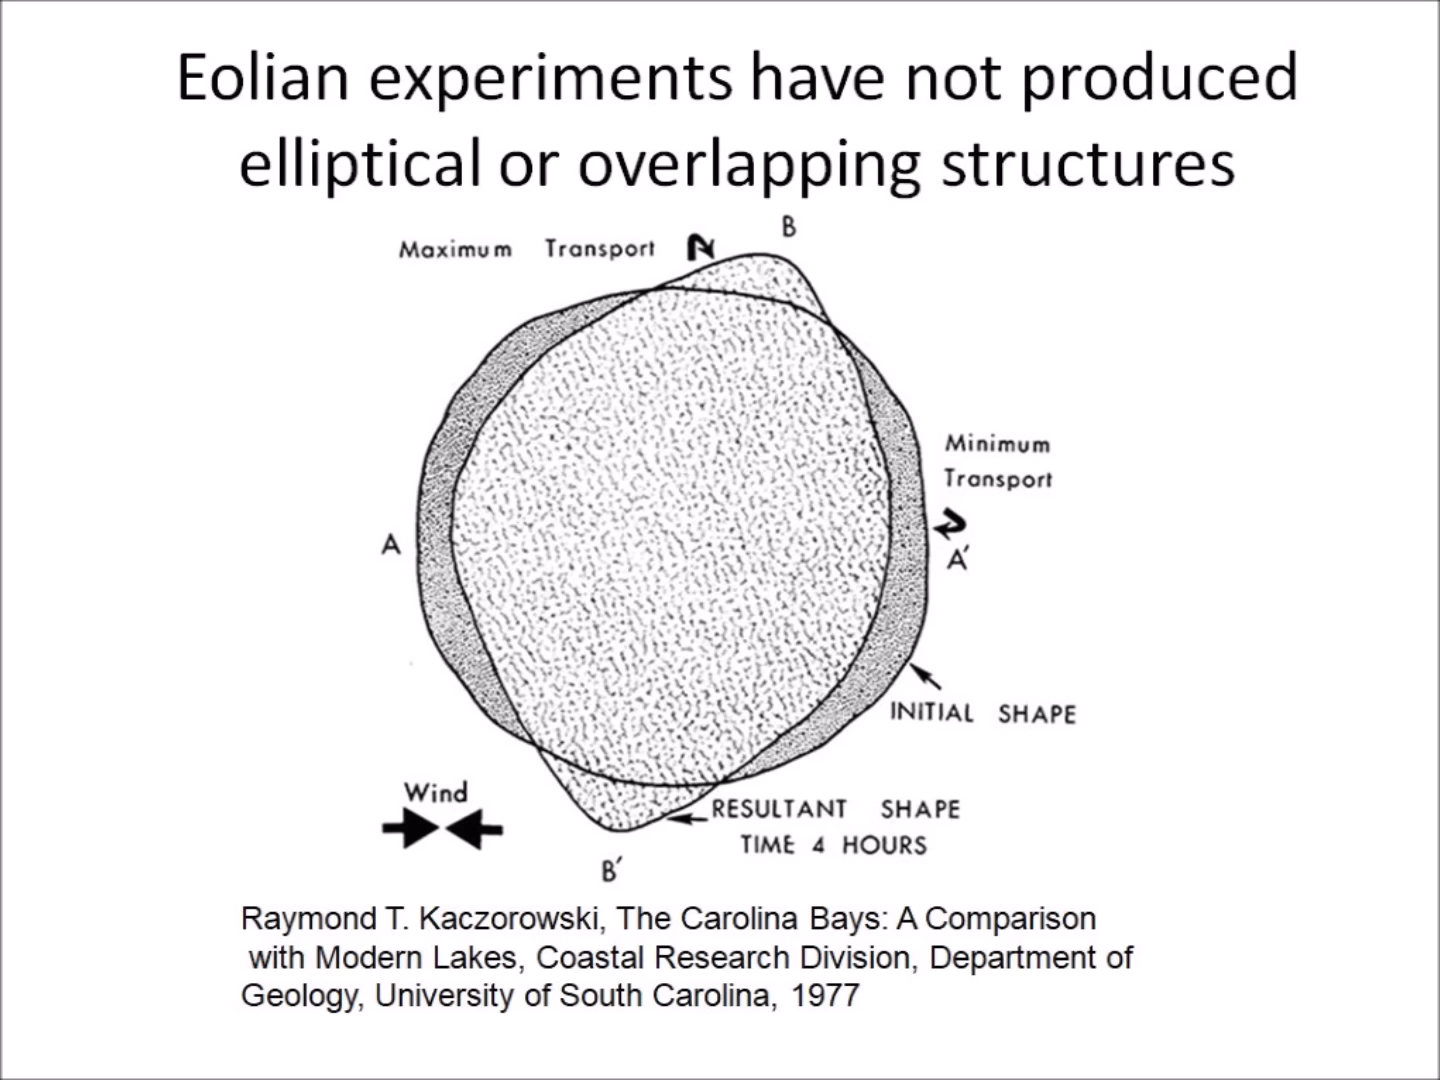 Eolian experiments have not produced
elliptical or overlapping structures
B
Maximum Transport
Minimum
Transport
A
A′
INITIAL SHAPE
Wind
RESULTANT SHAPE
TIME 4 HOURS
B′
Raymond T. Kaczorowski, The Carolina Bays: A Comparison
with Modern Lakes, Coastal Research Division, Department of
Geology, University of South Carolina, 1977